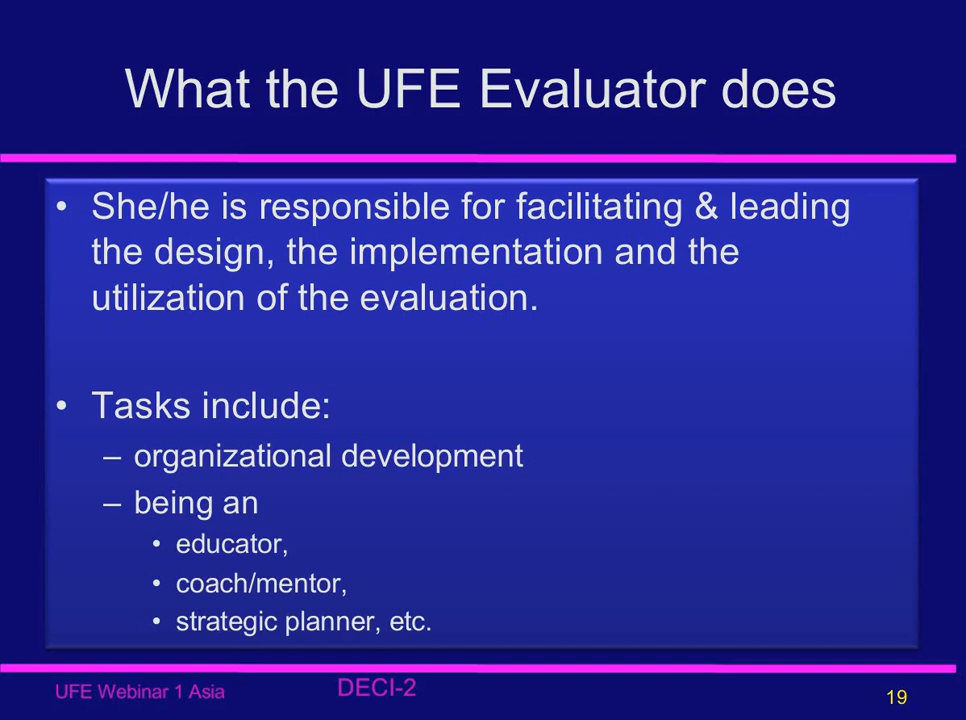 What the UFE Evaluator does
• She/he is responsible for facilitating & leading
the design, the implementation and the
utilization of the evaluation.
• Tasks include:
– organizational development
– being an
• educator,
• coach/mentor,
• strategic planner, etc.
UFE Webinar 1 Asia
DECI-2
19